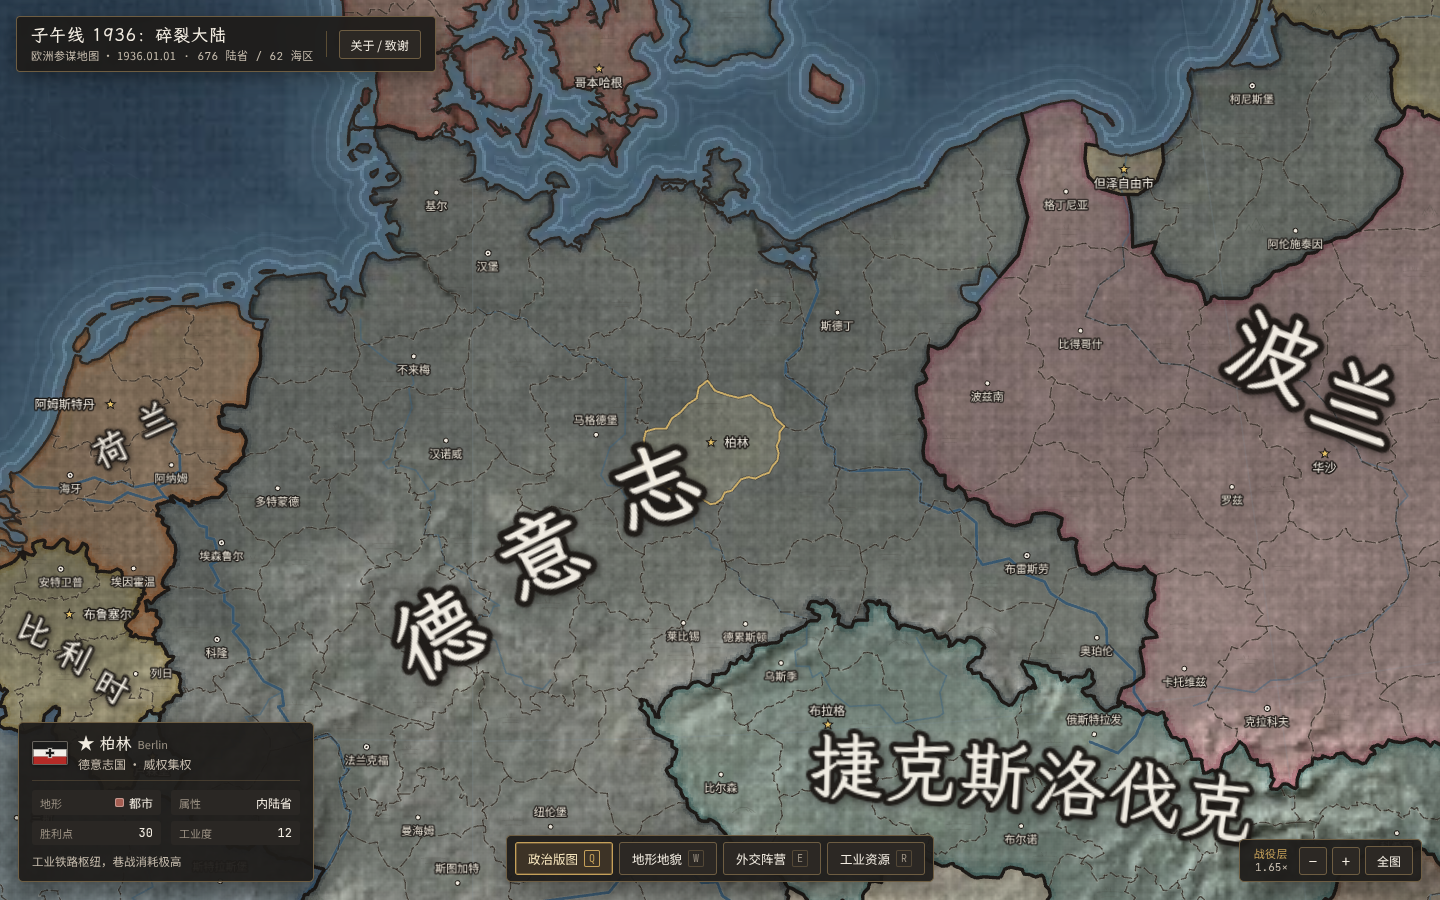 子午线 1936：碎裂大陆
欧洲参谋地图 · 1936.01.01 · 676 陆省 / 62 海区
关于 / 致谢
哥本哈根
柯尼斯堡
但泽自由市
格丁尼亚
基尔
阿伦施泰因
汉堡
斯德丁
比得哥什
不来梅
波兰
波兹南
阿姆斯特丹
荷兰
马格德堡
柏林
汉诺威
华沙
海牙
阿纳姆
多特蒙德
罗兹
德意志
埃森鲁尔
布雷斯劳
安特卫普
埃因霍温
布鲁塞尔
比利时
莱比锡
德累斯顿
科隆
奥珀伦
列日
乌斯季
卡托维兹
布拉格
俄斯特拉发
克拉科夫
捷克斯洛伐克
法兰克福
比尔森
纽伦堡
曼海姆
布尔诺
斯图加特
★ 柏林 Berlin
德意志国 · 威权集权
地形 都市
属性 内陆省
胜利点 30
工业度 12
工业铁路枢纽，巷战消耗极高
政治版图 Q
地形地貌 W
外交阵营 E
工业资源 R
战役层
1.65×
−
+
全图